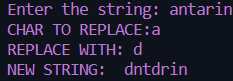 Enter the string: antarin
CHAR TO REPLACE:a
REPLACE WITH: d
NEW STRING:  dntdrin